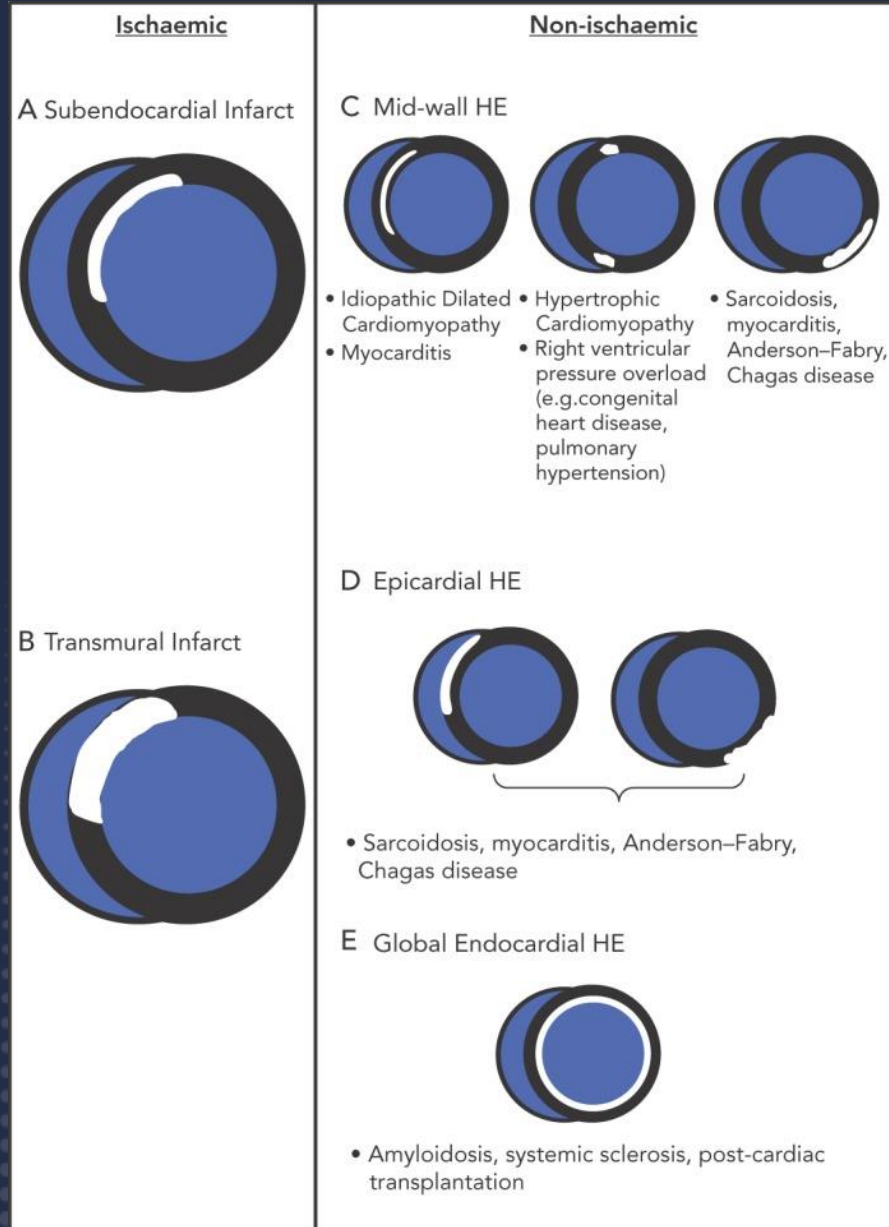 Ischaemic
A Subendocardial Infarct
B Transmural Infarct
Non-ischaemic
C Mid-wall HE
• Idiopathic Dilated
Cardiomyopathy
• Myocarditis
• Hypertrophic
Cardiomyopathy
• Right ventricular
pressure overload
(e.g.congenital
heart disease,
pulmonary
hypertension)
• Sarcoidosis,
myocarditis,
Anderson–Fabry,
Chagas disease
D Epicardial HE
• Sarcoidosis, myocarditis, Anderson–Fabry,
Chagas disease
E Global Endocardial HE
• Amyloidosis, systemic sclerosis, post-cardiac
transplantation